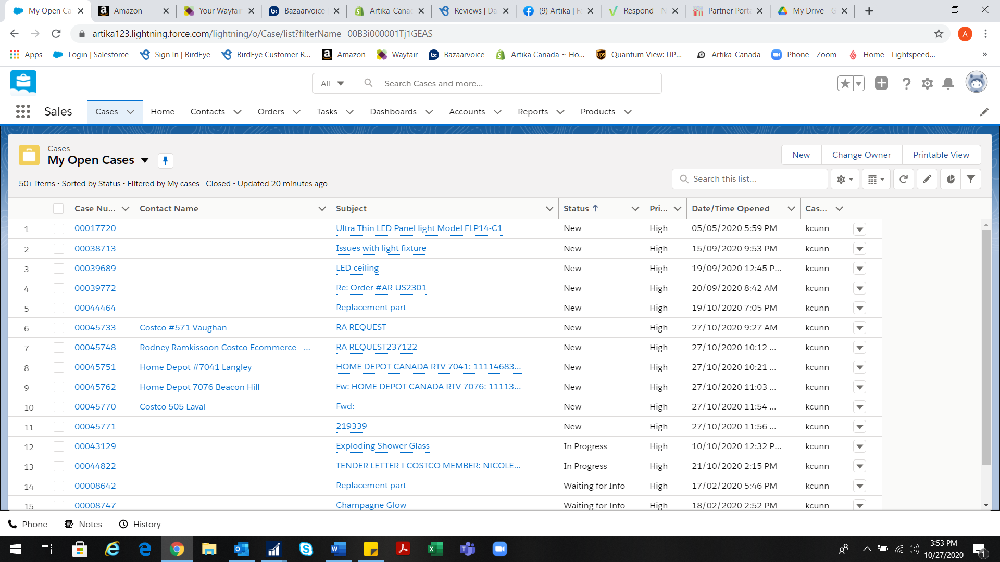 My Open Ca
Amazon
Your Wayfair
Bazaarvoice
Artika-Canad
Reviews | Da
(9) Artika | Fa
Respond - N
Partner Porta
My Drive - G
artika123.lightning.force.com/lightning/o/Case/list?filterName=00B3i000001Tj1GEAS
A
Apps
Login | Salesforce
Sign In | BirdEye
BirdEye Customer R...
Amazon
Wayfair
Bazaarvoice
Artika Canada ~ Ho...
Quantum View: UP...
Artika-Canada
Phone - Zoom
Home - Lightspeed...
»
All
Search Cases and more...
Sales
Cases
Home
Contacts
Orders
Tasks
Dashboards
Accounts
Reports
Products
Cases
My Open Cases
New
Change Owner
Printable View
50+ items • Sorted by Status • Filtered by My cases - Closed • Updated 20 minutes ago
Search this list...
Case Nu... Contact Name Subject Status ↑ Pri... Date/Time Opened Cas...
1 00017720 Ultra Thin LED Panel light Model FLP14-C1 New High 05/05/2020 5:59 PM kcunn
2 00038713 Issues with light fixture New High 15/09/2020 9:53 PM kcunn
3 00039689 LED ceiling New High 19/09/2020 12:45 P... kcunn
4 00039772 Re: Order #AR-US2301 New High 20/09/2020 8:42 AM kcunn
5 00044464 Replacement part New High 19/10/2020 7:05 PM kcunn
6 00045733 Costco #571 Vaughan RA REQUEST New High 27/10/2020 9:27 AM kcunn
7 00045748 Rodney Ramkissoon Costco Ecommerce - ... RA REQUEST237122 New High 27/10/2020 10:12 ... kcunn
8 00045751 Home Depot #7041 Langley HOME DEPOT CANADA RTV 7041: 11114683... New High 27/10/2020 10:21 ... kcunn
9 00045762 Home Depot 7076 Beacon Hill Fw: HOME DEPOT CANADA RTV 7076: 11113... New High 27/10/2020 11:03 ... kcunn
10 00045770 Costco 505 Laval Fwd: New High 27/10/2020 11:54 ... kcunn
11 00045771 219339 New High 27/10/2020 11:56 ... kcunn
12 00043129 Exploding Shower Glass In Progress High 10/10/2020 12:32 P... kcunn
13 00044822 TENDER LETTER I COSTCO MEMBER: NICOLE... In Progress High 21/10/2020 2:15 PM kcunn
14 00008642 Replacement part Waiting for Info High 17/02/2020 5:46 PM kcunn
15 00008747 Champagne Glow Waiting for Info High 18/02/2020 2:52 PM kcunn
Phone
Notes
History
3:53 PM
10/27/2020
1